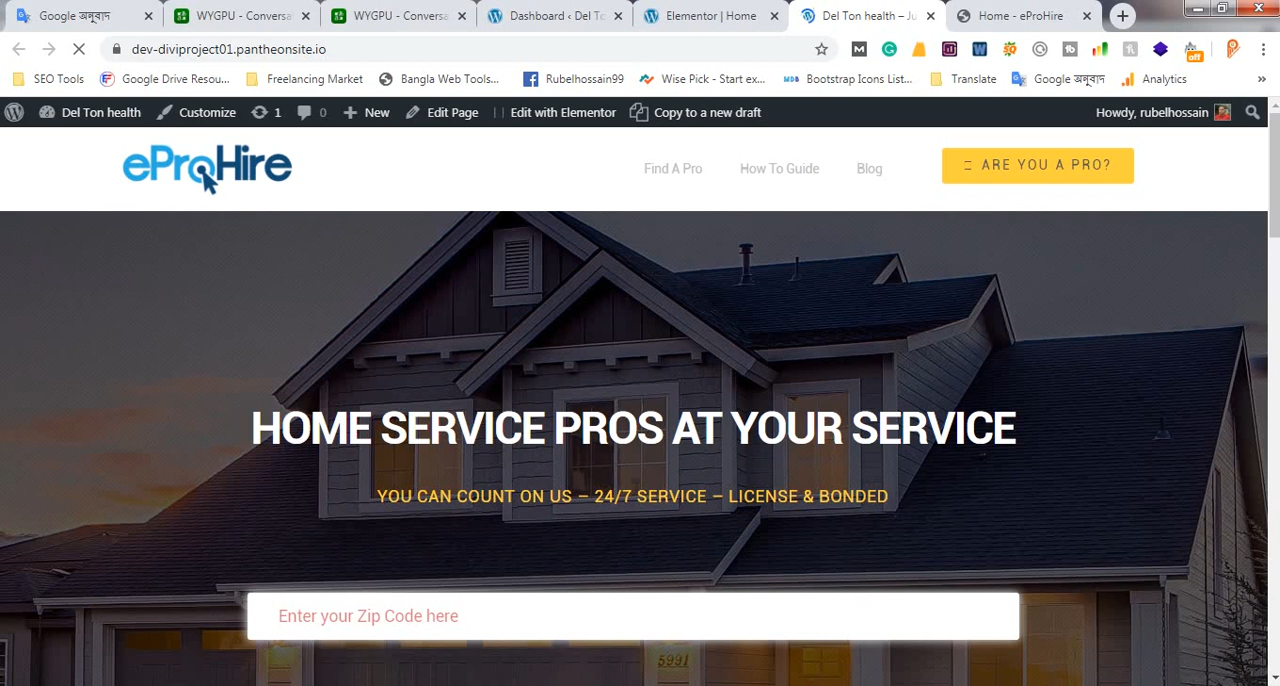 Google অনুবাদ
WYGPU - Conversa
WYGPU - Conversa
Dashboard ‹ Del To
Elementor | Home
Del Ton health – Ju
Home - eProHire
dev-diviproject01.pantheonsite.io
off
SEO Tools
Google Drive Resou...
Freelancing Market
Bangla Web Tools...
Rubelhossain99
Wise Pick - Start ex...
Bootstrap Icons List...
Translate
Google অনুবাদ
Analytics
»
Del Ton health
Customize
1
0
New
Edit Page
Edit with Elementor
Copy to a new draft
Howdy, rubelhossain
eProHire
Find A Pro
How To Guide
Blog
ARE YOU A PRO?
HOME SERVICE PROS AT YOUR SERVICE
YOU CAN COUNT ON US – 24/7 SERVICE – LICENSE & BONDED
Enter your Zip Code here
5991